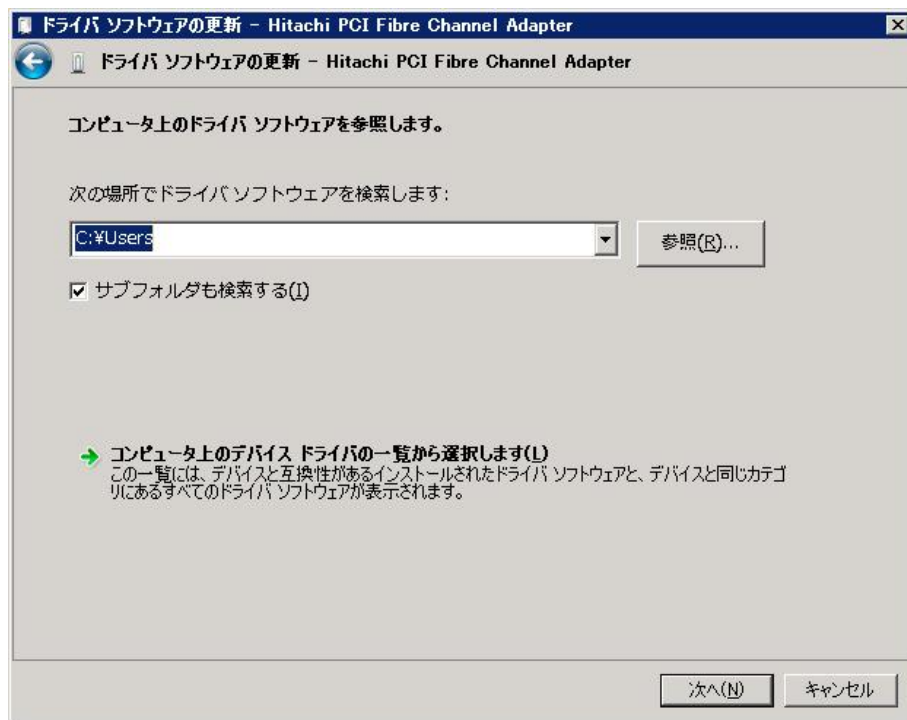 ドライバ ソフトウェアの更新 - Hitachi PCI Fibre Channel Adapter
ドライバ ソフトウェアの更新 - Hitachi PCI Fibre Channel Adapter
コンピュータ上のドライバ ソフトウェアを参照します。
次の場所でドライバ ソフトウェアを検索します:
C:¥Users
参照(R)...
サブフォルダも検索する(I)
コンピュータ上のデバイス ドライバの一覧から選択します(L)
この一覧には、デバイスと互換性があるインストールされたドライバ ソフトウェアと、デバイスと同じカテゴ
リにあるすべてのドライバ ソフトウェアが表示されます。
次へ(N)
キャンセル